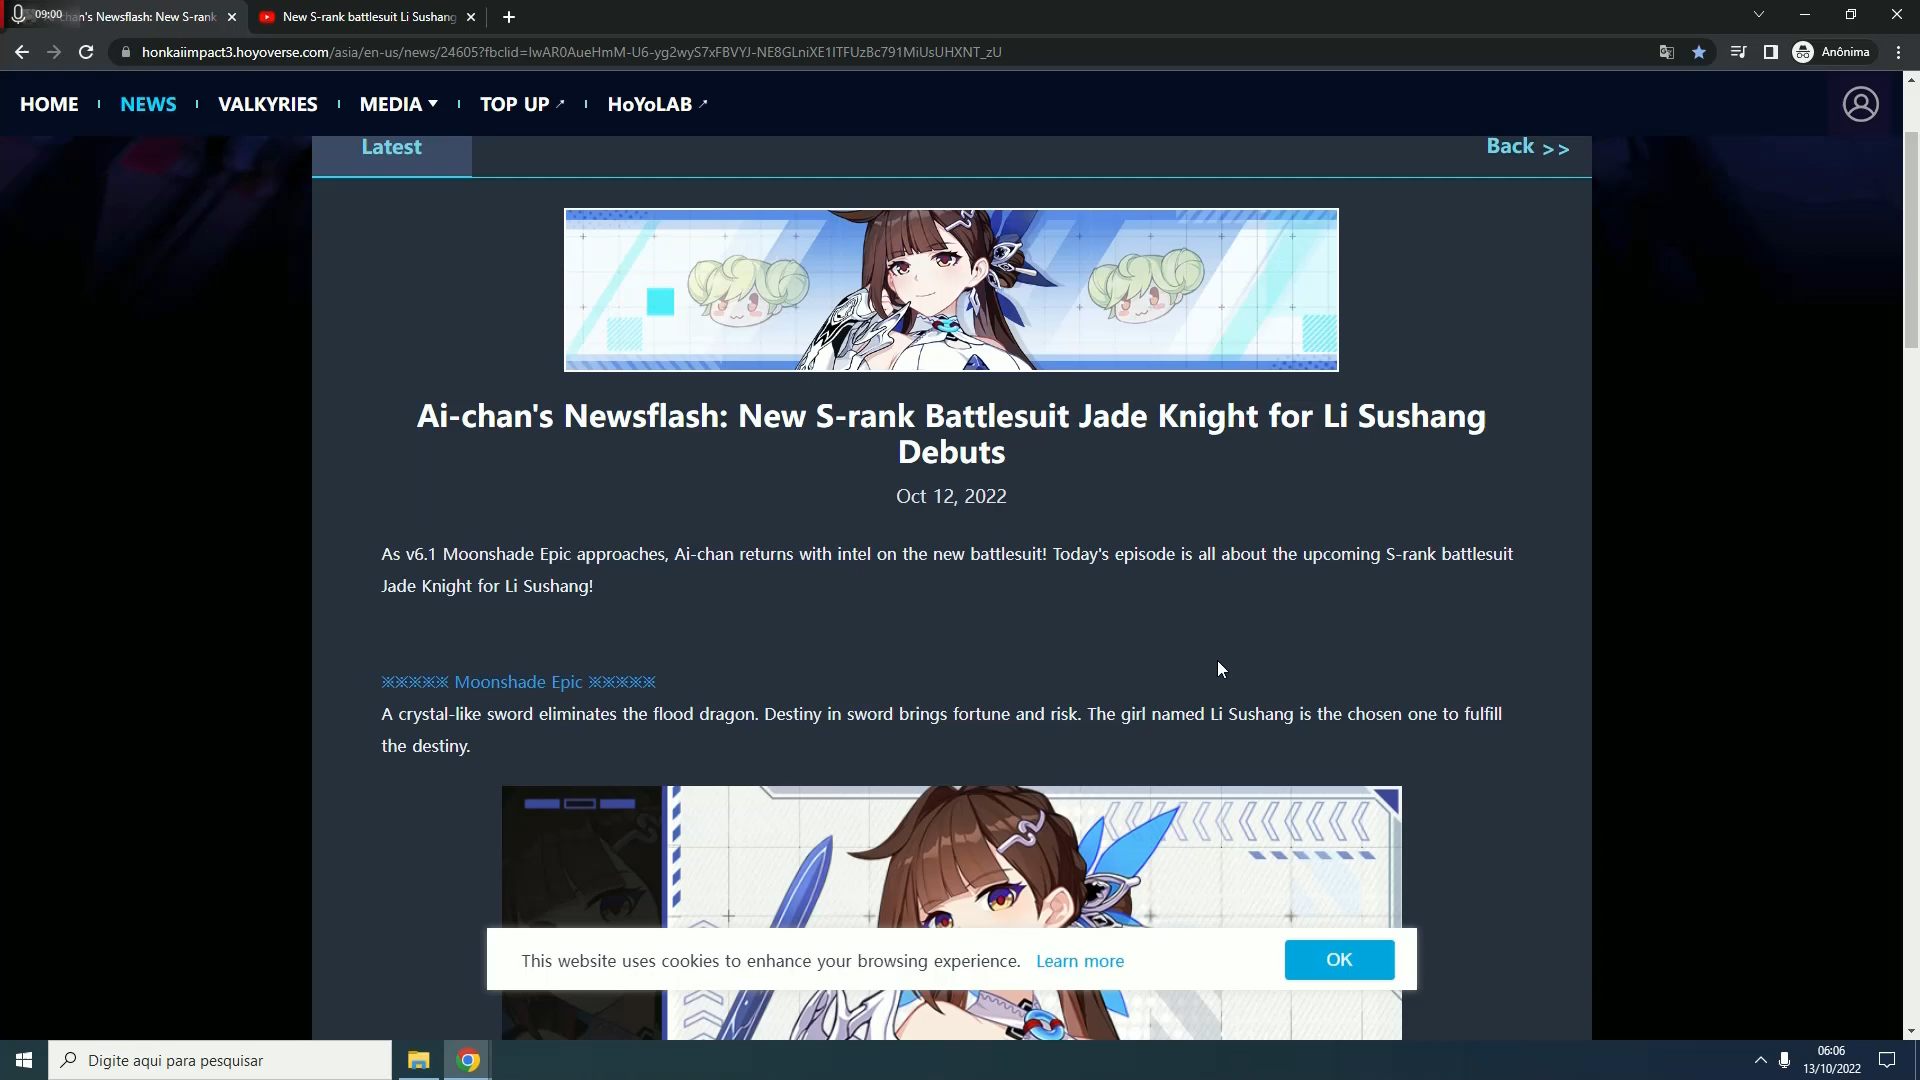 09:00
n's Newsflash: New S-rank
New S-rank battlesuit Li Sushang
honkaiimpact3.hoyoverse.com/asia/en-us/news/24605?fbclid=IwAR0AueHmM-U6-yg2wyS7xFBVYJ-NE8GLniXE1ITFUzBc791MiUsUHXNT_zU
Anônima
HOME NEWS VALKYRIES MEDIA TOP UP HoYoLAB
Latest
Back >>
Ai-chan's Newsflash: New S-rank Battlesuit Jade Knight for Li Sushang
Debuts
Oct 12, 2022
As v6.1 Moonshade Epic approaches, Ai-chan returns with intel on the new battlesuit! Today's episode is all about the upcoming S-rank battlesuit
Jade Knight for Li Sushang!
※※※※※ Moonshade Epic ※※※※※
A crystal-like sword eliminates the flood dragon. Destiny in sword brings fortune and risk. The girl named Li Sushang is the chosen one to fulfill
the destiny.
This website uses cookies to enhance your browsing experience. Learn more
OK
Digite aqui para pesquisar
06:06
13/10/2022